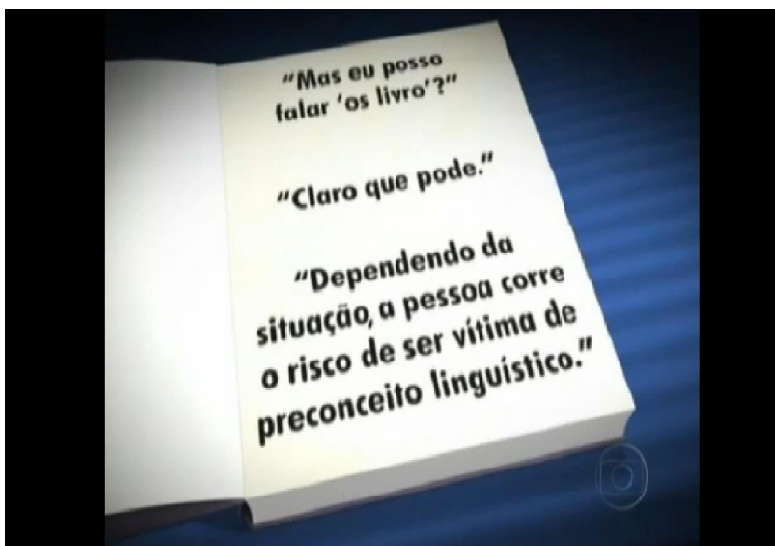 "Mas eu posso
falar 'os livro'?"
"Claro que pode."
"Dependendo da
situação, a pessoa corre
o risco de ser vítima de
preconceito linguístico."